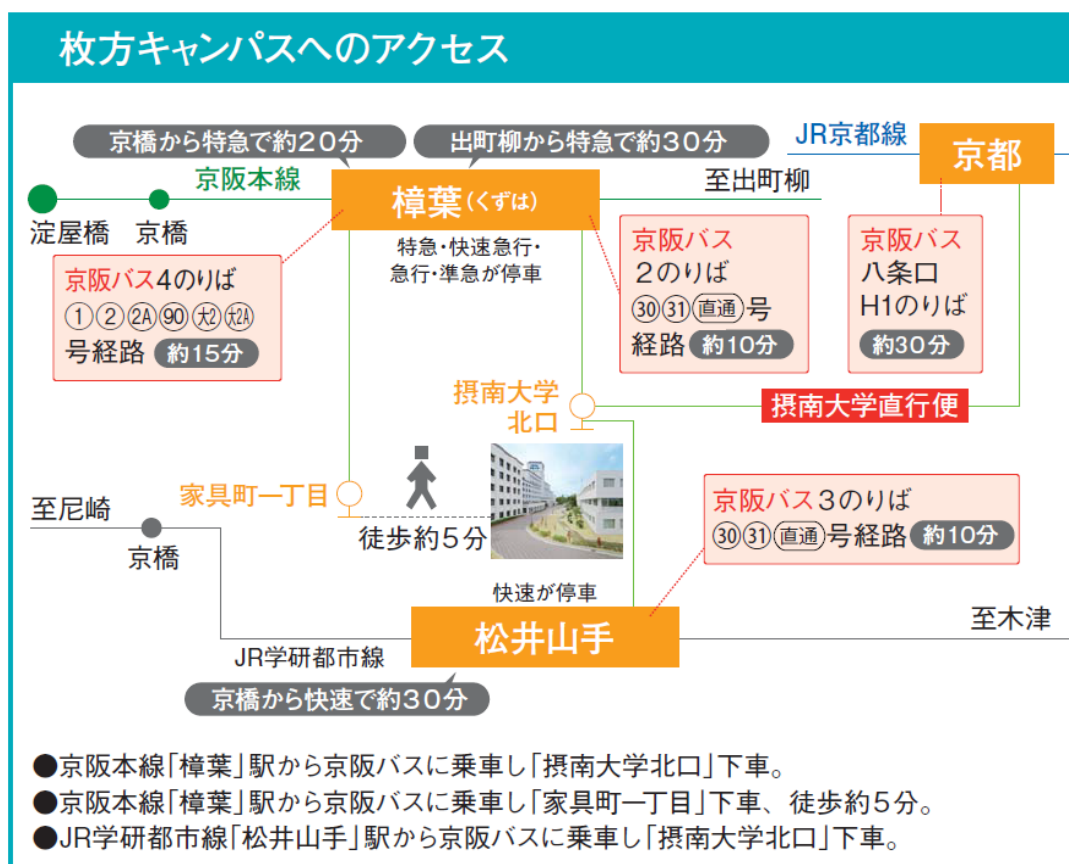 枚方キャンパスへのアクセス
京橋から特急で約20分
出町柳から特急で約30分
JR京都線
京都
京阪本線
樟葉(くずは)
至出町柳
淀屋橋
京橋
特急・快速急行・
急行・準急が停車
京阪バス4のりば
①②2A90大2大2A
号経路 約15分
京阪バス
2のりば
㉚㉛直通号
経路 約10分
京阪バス
八条口
H1のりば
約30分
摂南大学
北口
摂南大学直行便
家具町一丁目
徒歩約5分
至尼崎
京橋
京阪バス3のりば
㉚㉛直通号経路 約10分
快速が停車
松井山手
至木津
JR学研都市線
京橋から快速で約30分
●京阪本線「樟葉」駅から京阪バスに乗車し「摂南大学北口」下車。
●京阪本線「樟葉」駅から京阪バスに乗車し「家具町一丁目」下車、徒歩約5分。
●JR学研都市線「松井山手」駅から京阪バスに乗車し「摂南大学北口」下車。